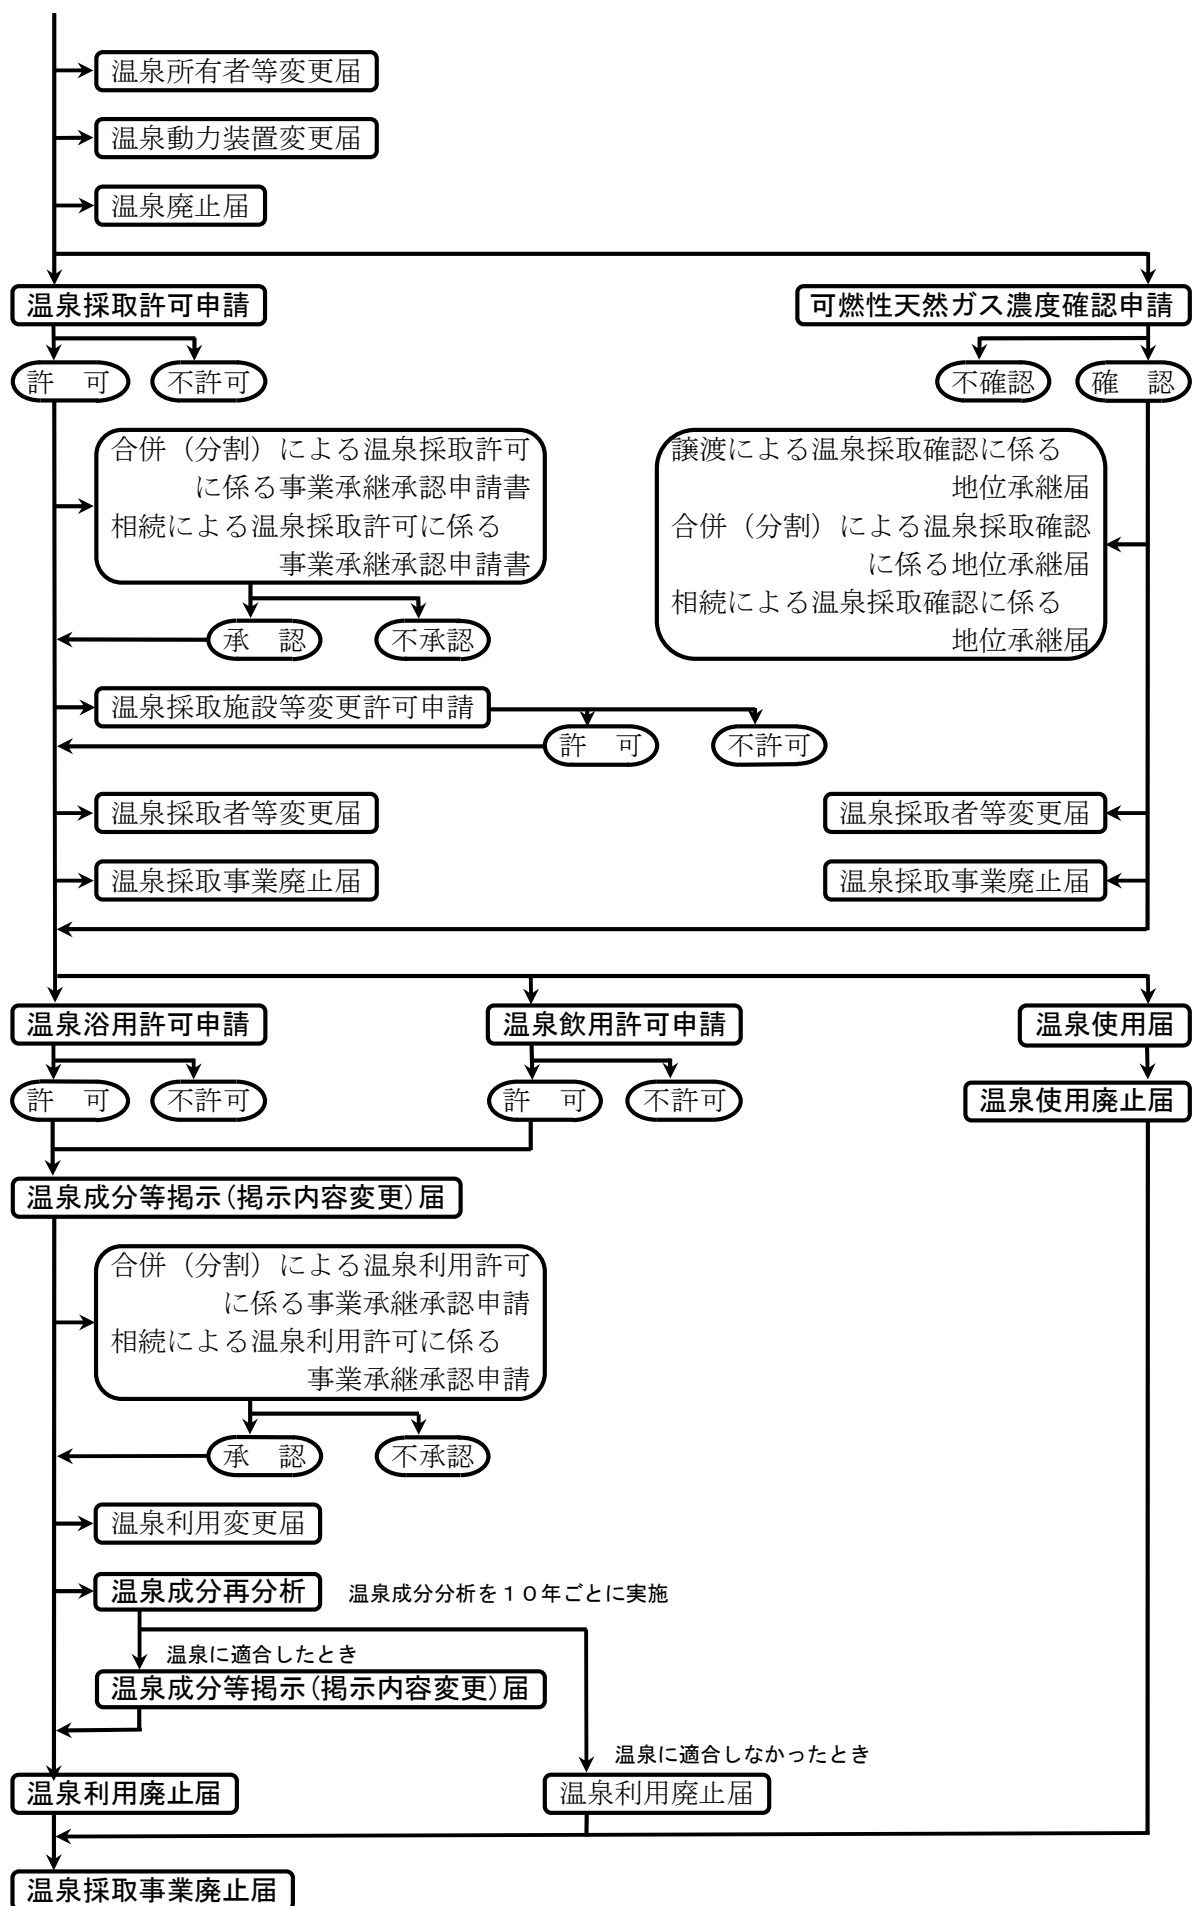 温泉所有者等変更届
温泉動力装置変更届
温泉廃止届
温泉採取許可申請
可燃性天然ガス濃度確認申請
許　可
不許可
不確認
確　認
合併（分割）による温泉採取許可
に係る事業承継承認申請書
相続による温泉採取許可に係る
事業承継承認申請書
譲渡による温泉採取確認に係る
地位承継届
合併（分割）による温泉採取確認
に係る地位承継届
相続による温泉採取確認に係る
地位承継届
承　認
不承認
温泉採取施設等変更許可申請
許　可
不許可
温泉採取者等変更届
温泉採取者等変更届
温泉採取事業廃止届
温泉採取事業廃止届
温泉浴用許可申請
温泉飲用許可申請
温泉使用届
許　可
不許可
許　可
不許可
温泉使用廃止届
温泉成分等掲示(掲示内容変更)届
合併（分割）による温泉利用許可
に係る事業承継承認申請
相続による温泉利用許可に係る
事業承継承認申請
承　認
不承認
温泉利用変更届
温泉成分再分析
温泉成分分析を１０年ごとに実施
温泉に適合したとき
温泉成分等掲示(掲示内容変更)届
温泉に適合しなかったとき
温泉利用廃止届
温泉利用廃止届
温泉採取事業廃止届